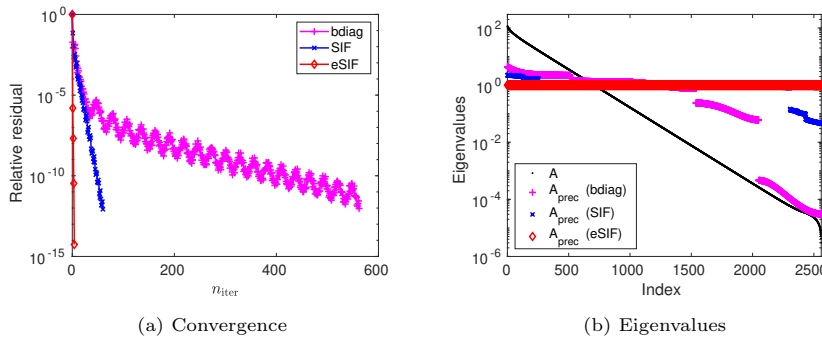 10^0
10^-5
10^-10
10^-15
Relative residual
0
200
400
600
n_iter
bdiag
SIF
eSIF
(a) Convergence
10^2
10^0
10^-2
10^-4
10^-6
Eigenvalues
0
500
1000
1500
2000
2500
Index
A
A_prec (bdiag)
A_prec (SIF)
A_prec (eSIF)
(b) Eigenvalues